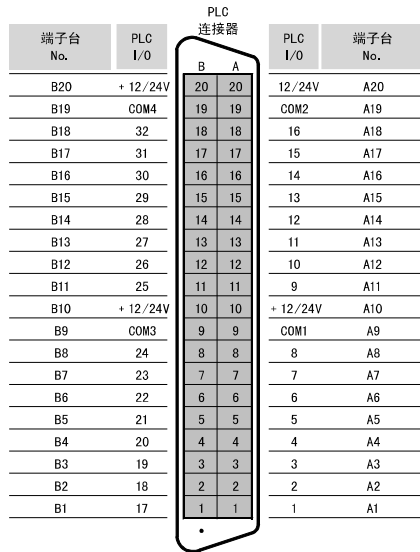 PLC
连接器
端子台 PLC PLC 端子台
No. I/O B A I/O No.
B20 + 12/24V 20 20 12/24V A20
B19 COM4 19 19 COM2 A19
B18 32 18 18 16 A18
B17 31 17 17 15 A17
B16 30 16 16 14 A16
B15 29 15 15 13 A15
B14 28 14 14 12 A14
B13 27 13 13 11 A13
B12 26 12 12 10 A12
B11 25 11 11 9 A11
B10 + 12/24V 10 10 + 12/24V A10
B9 COM3 9 9 COM1 A9
B8 24 8 8 8 A8
B7 23 7 7 7 A7
B6 22 6 6 6 A6
B5 21 5 5 5 A5
B4 20 4 4 4 A4
B3 19 3 3 3 A3
B2 18 2 2 2 A2
B1 17 1 1 1 A1